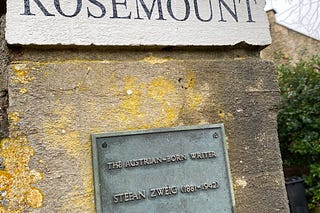 ROSEMOUNT
THE AUSTRIAN-BORN WRITER
STEFAN ZWEIG (1881-1942)